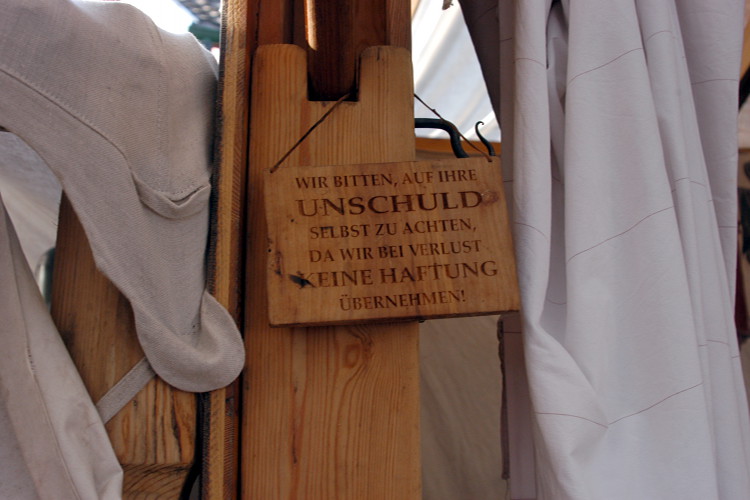 WIR BITTEN, AUF IHRE
UNSCHULD
SELBST ZU ACHTEN,
DA WIR BEI VERLUST
KEINE HAFTUNG
ÜBERNEHMEN!